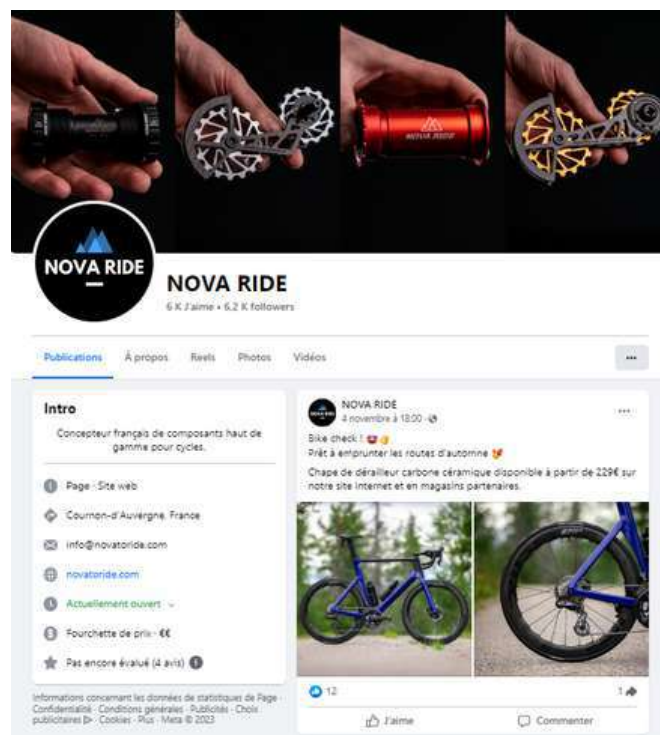 NOVA RIDE
NOVA RIDE
NOVA RIDE
6 K J'aime • 6,2 K followers
Publications
À propos
Reels
Photos
Vidéos
Intro
Concepteur français de composants haut de
gamme pour cycles.
Page · Site web
Cournon-d'Auvergne, France
info@novatoride.com
novatoride.com
Actuellement ouvert
Fourchette de prix · €€
Pas encore évalué (4 avis)
Informations concernant les données de statistiques de Page ·
Confidentialité · Conditions générales · Publicités · Choix
publicitaires · Cookies · Plus · Meta © 2023
NOVA RIDE
NOVA RIDE
4 novembre à 18:00 ·
Bike check !
Prêt à emprunter les routes d'automne
Chape de dérailleur carbone céramique disponible à partir de 229€ sur
notre site internet et en magasins partenaires.
12
1
J'aime
Commenter